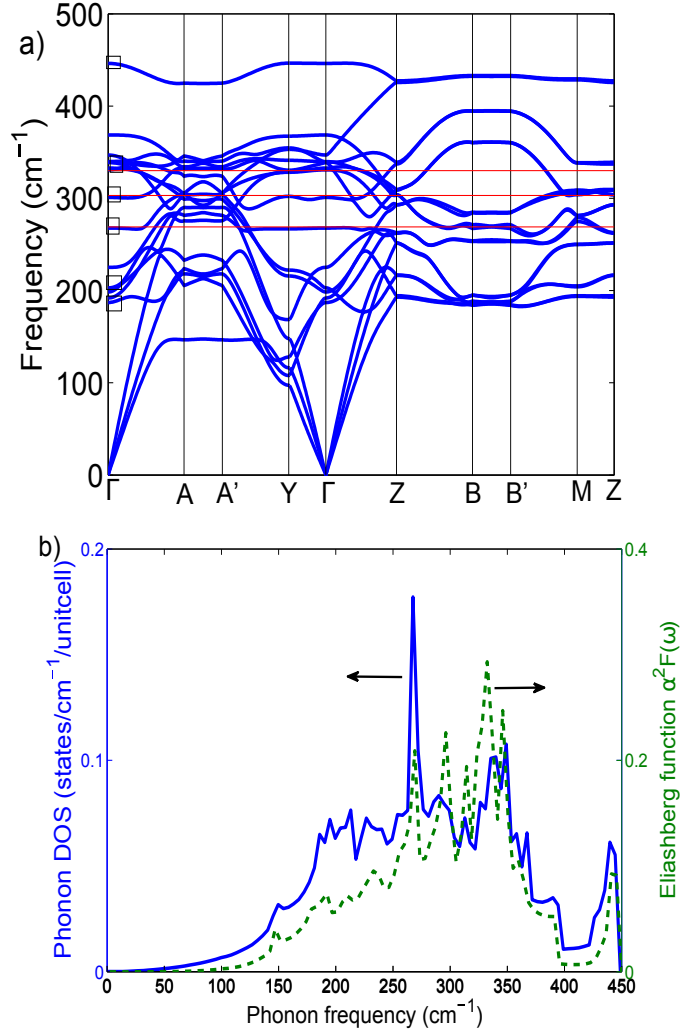 a)
500
400
300
200
100
0
Frequency (cm⁻¹)
Γ A A' Y Γ Z B B' M Z
b)
0.2
0.1
0
Phonon DOS (states/cm⁻¹/unitcell)
0.4
0.2
0
Eliashberg function α²F(ω)
0 50 100 150 200 250 300 350 400 450
Phonon frequency (cm⁻¹)